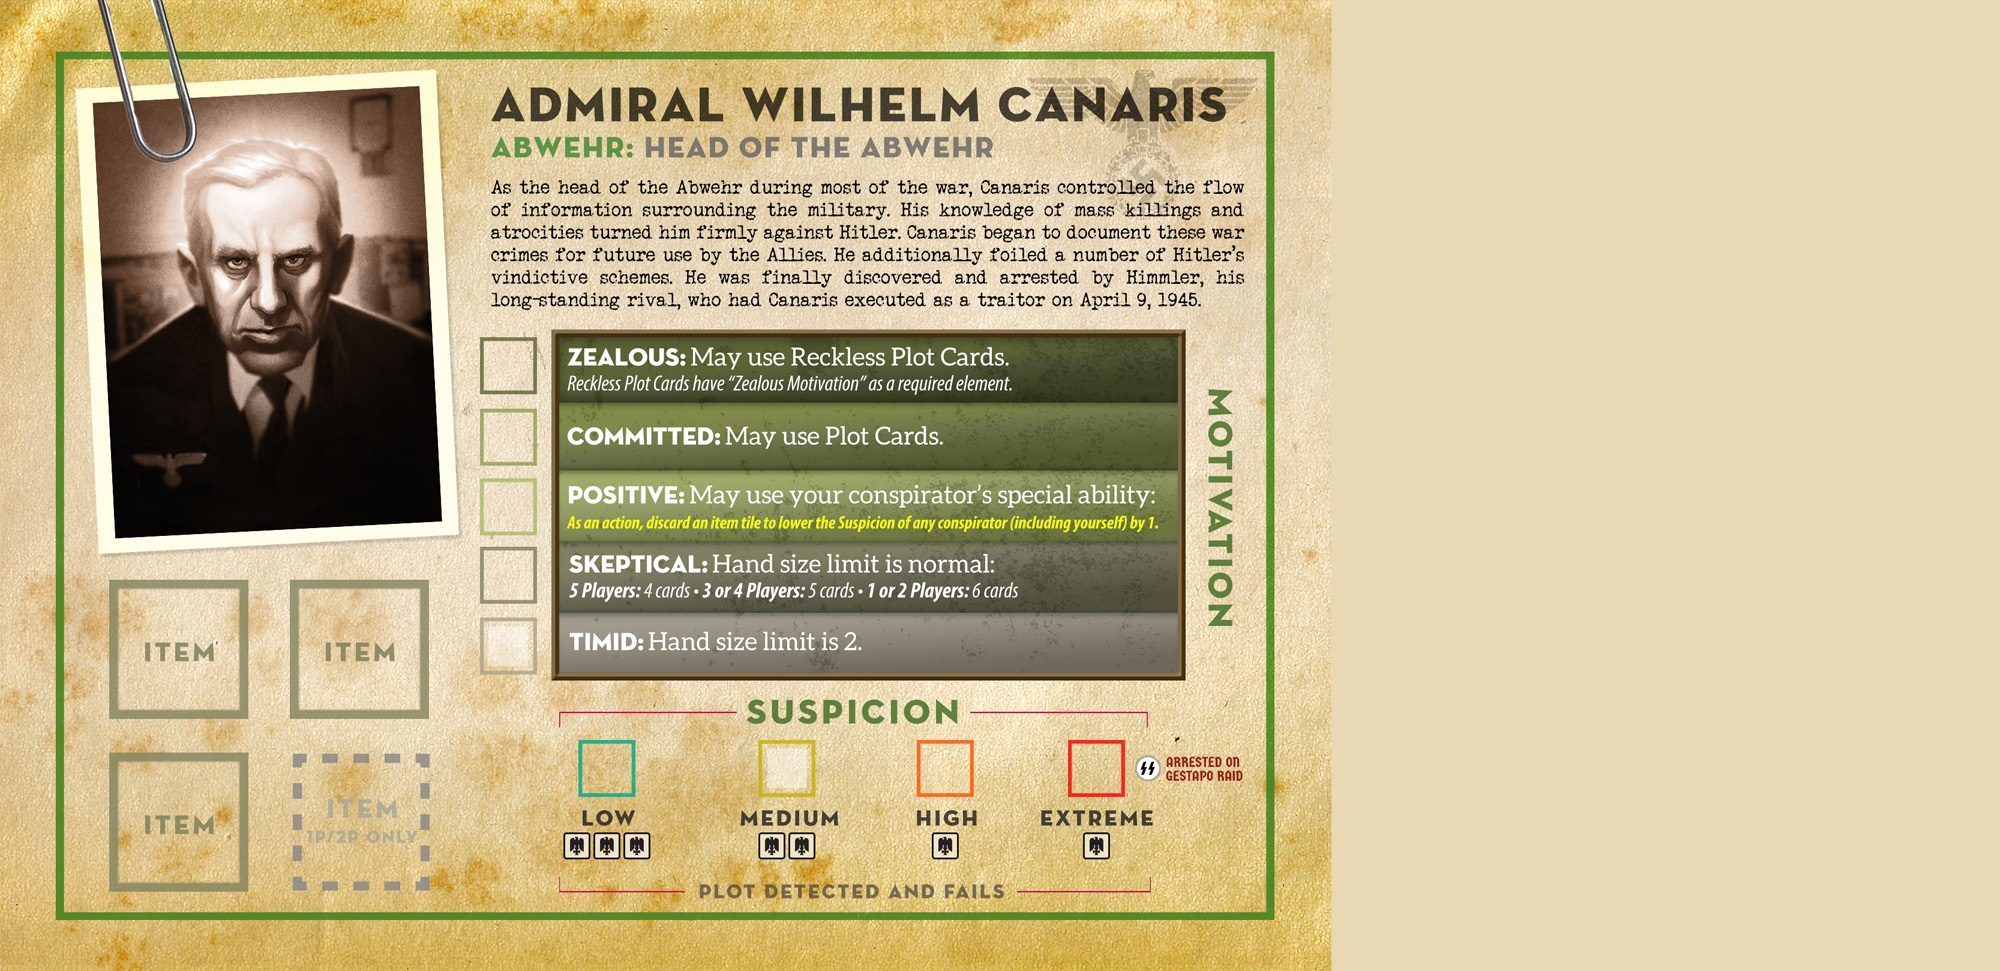 ADMIRAL WILHELM CANARIS
ABWEHR: HEAD OF THE ABWEHR
As the head of the Abwehr during most of the war, Canaris controlled the flow
of information surrounding the military. His knowledge of mass killings and
atrocities turned him firmly against Hitler. Canaris began to document these war
crimes for future use by the Allies. He additionally foiled a number of Hitler's
vindictive schemes. He was finally discovered and arrested by Himmler, his
long-standing rival, who had Canaris executed as a traitor on April 9, 1945.
ZEALOUS: May use Reckless Plot Cards.
Reckless Plot Cards have “Zealous Motivation” as a required element.
COMMITTED: May use Plot Cards.
POSITIVE: May use your conspirator’s special ability:
As an action, discard an item tile to lower the Suspicion of any conspirator (including yourself) by 1.
SKEPTICAL: Hand size limit is normal:
5 Players: 4 cards • 3 or 4 Players: 5 cards • 1 or 2 Players: 6 cards
TIMID: Hand size limit is 2.
MOTIVATION
ITEM
ITEM
ITEM
ITEM
1P/2P ONLY
SUSPICION
ARRESTED ON
GESTAPO RAID
LOW
MEDIUM
HIGH
EXTREME
PLOT DETECTED AND FAILS